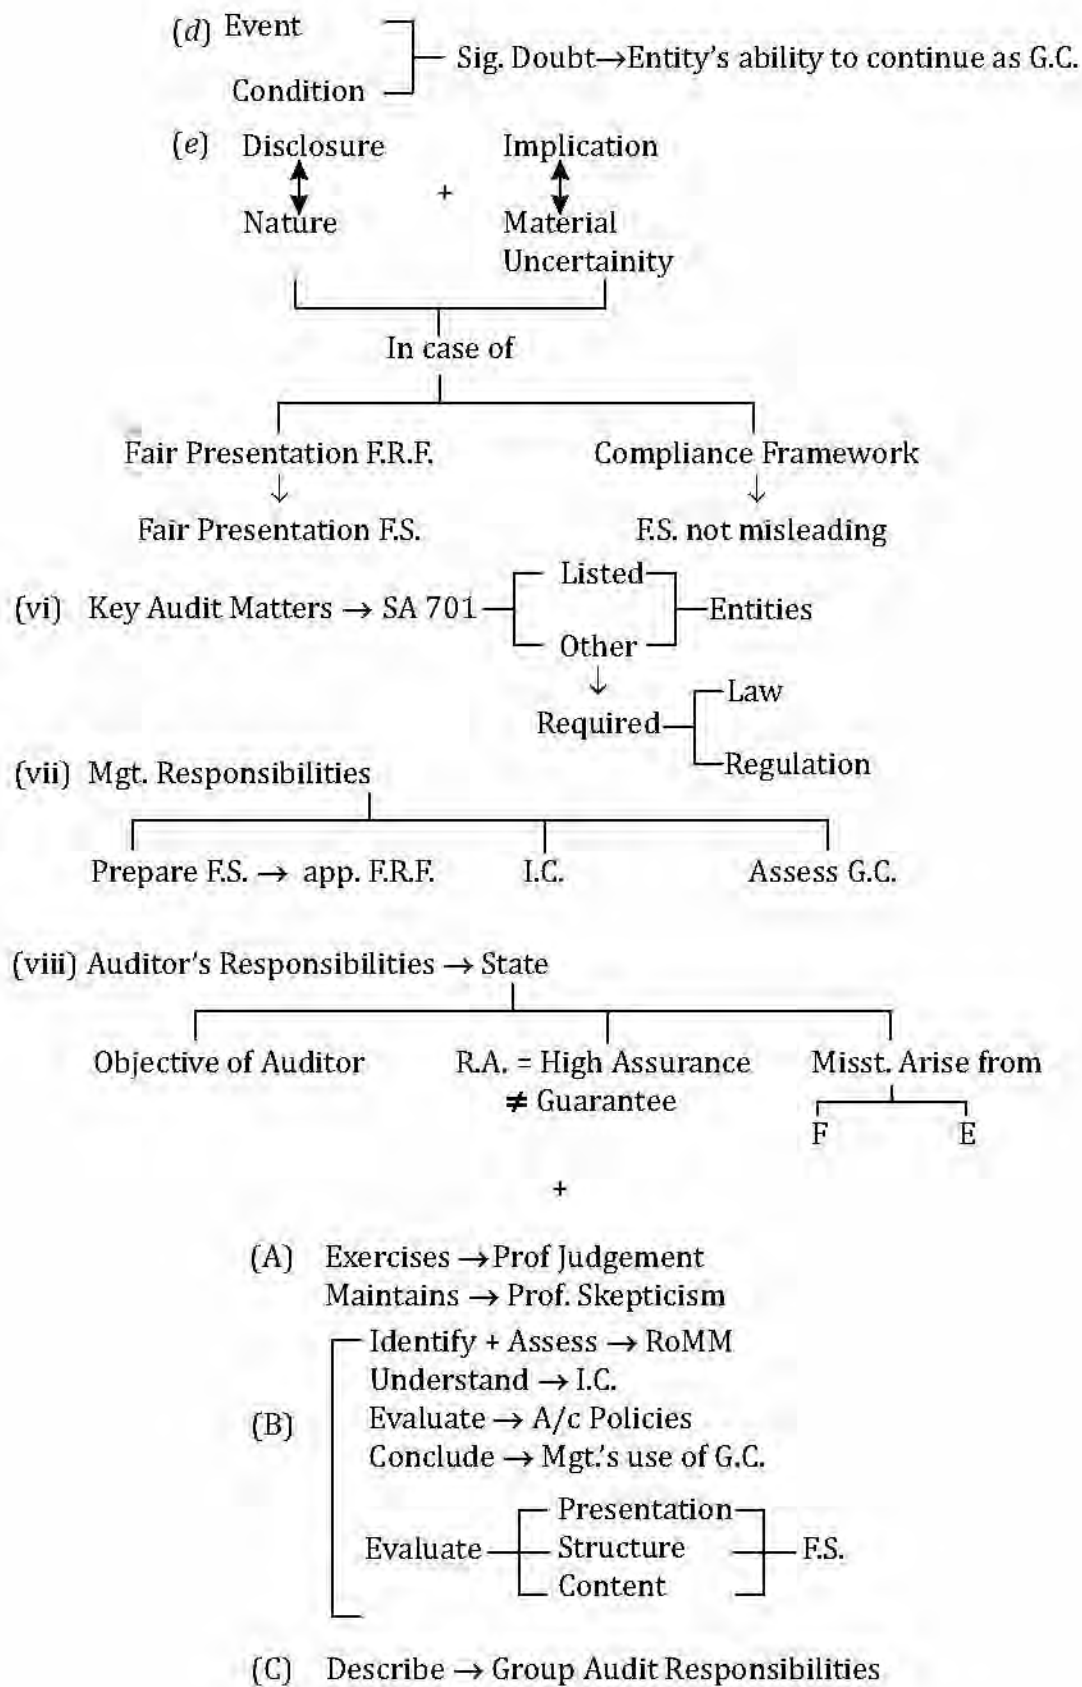 (d) Event
Sig. Doubt→Entity's ability to continue as G.C.
Condition
(e) Disclosure Implication
+
Nature Material
Uncertainity
In case of
Fair Presentation F.R.F. Compliance Framework
↓ ↓
Fair Presentation F.S. F.S. not misleading
Listed
(vi) Key Audit Matters → SA 701 Entities
Other
↓
Law
Required
Regulation
(vii) Mgt. Responsibilities
Prepare F.S. → app. F.R.F. I.C. Assess G.C.
(viii) Auditor's Responsibilities → State
Objective of Auditor R.A. = High Assurance Misst. Arise from
≠ Guarantee
F E
+
(A) Exercises →Prof Judgement
Maintains → Prof. Skepticism
Identify + Assess → RoMM
Understand → I.C.
(B) Evaluate → A/c Policies
Conclude → Mgt.'s use of G.C.
Presentation
Evaluate Structure F.S.
Content
(C) Describe → Group Audit Responsibilities